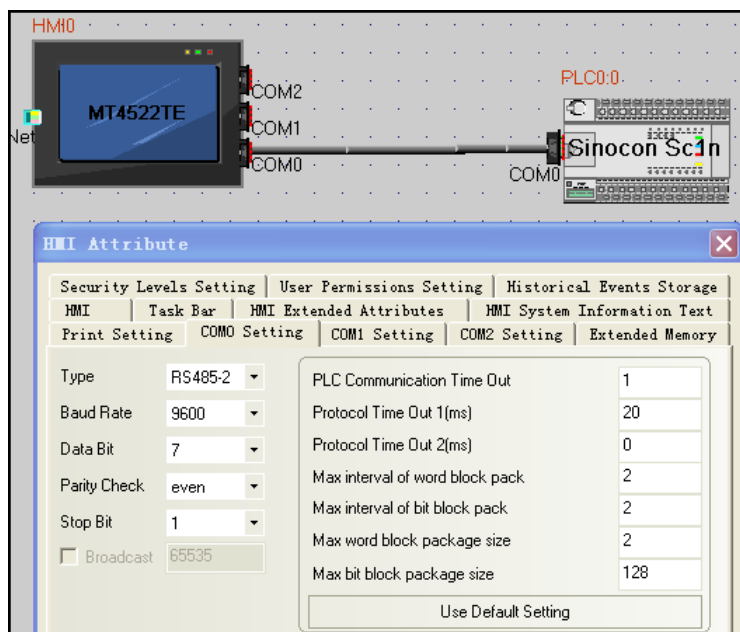 HMI0
MT4522TE
Net
COM2
COM1
COM0
PLC0:0
COM0
Sinocon Sc1n
HMI Attribute
Security Levels Setting User Permissions Setting Historical Events Storage
HMI Task Bar HMI Extended Attributes HMI System Information Text
Print Setting COM0 Setting COM1 Setting COM2 Setting Extended Memory
Type RS485-2
Baud Rate 9600
Data Bit 7
Parity Check even
Stop Bit 1
Broadcast 65535
PLC Communication Time Out 1
Protocol Time Out 1(ms) 20
Protocol Time Out 2(ms) 0
Max interval of word block pack 2
Max interval of bit block pack 2
Max word block package size 2
Max bit block package size 128
Use Default Setting